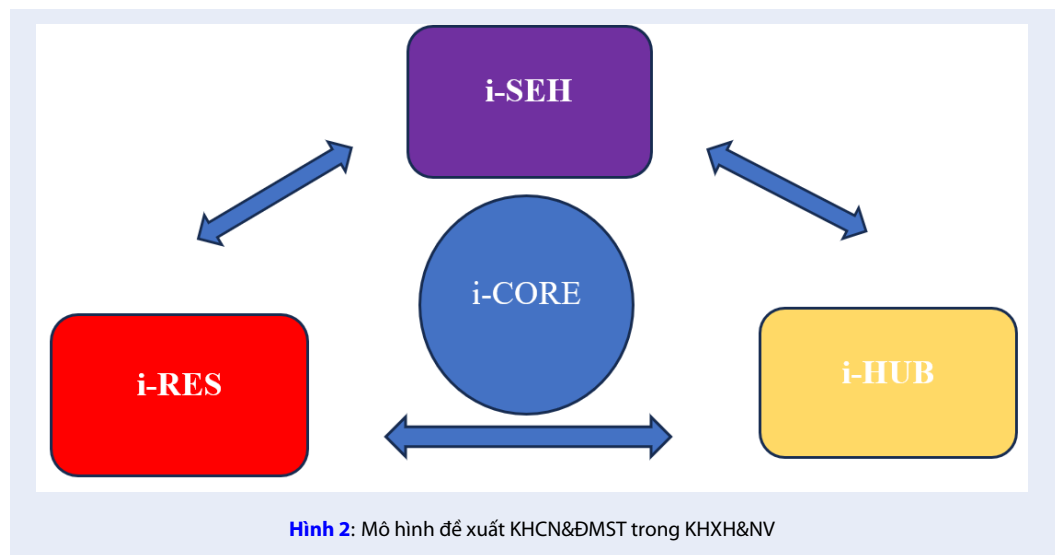 i-SEH
i-CORE
i-RES
i-HUB
Hình 2: Mô hình đề xuất KHCN&ĐMST trong KHXH&NV